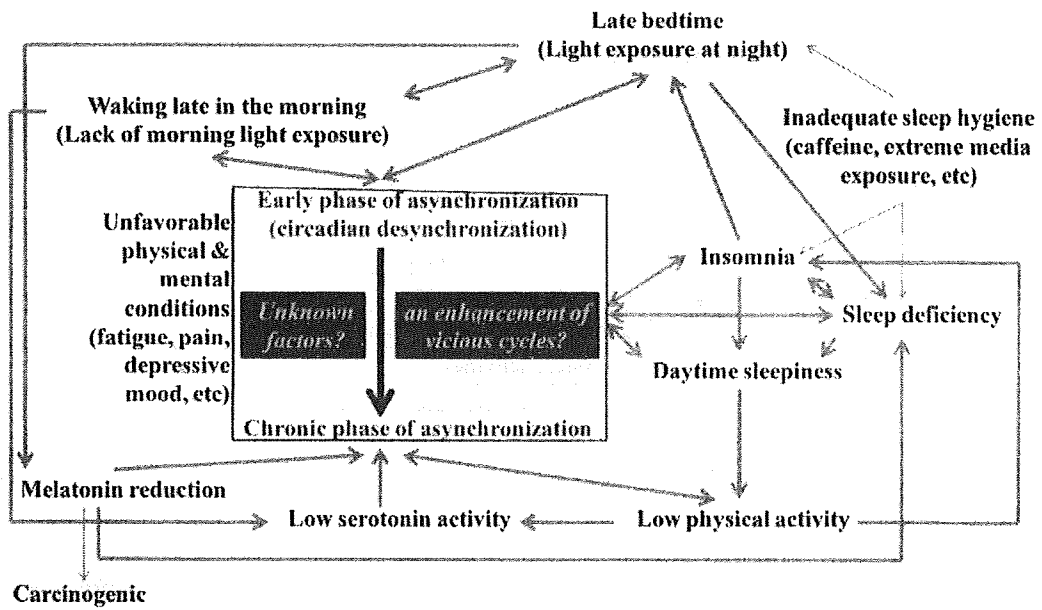 Late bedtime
(Light exposure at night)
Waking late in the morning
(Lack of morning light exposure)
Inadequate sleep hygiene
(caffeine, extreme media
exposure, etc)
Early phase of asynchronization
(circadian desynchronization)
Unfavorable
physical &
mental
conditions
(fatigue, pain,
depressive
mood, etc)
Unknown
factors?
an enhancement of
vicious cycles?
Insomnia
Sleep deficiency
Daytime sleepiness
Chronic phase of asynchronization
Melatonin reduction
Low serotonin activity
Low physical activity
Carcinogenic